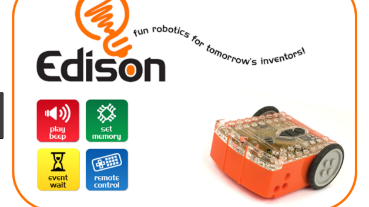 fun robotics for tomorrow's inventors!
Edison
play
beep
set
memory
event
wait
remote
control